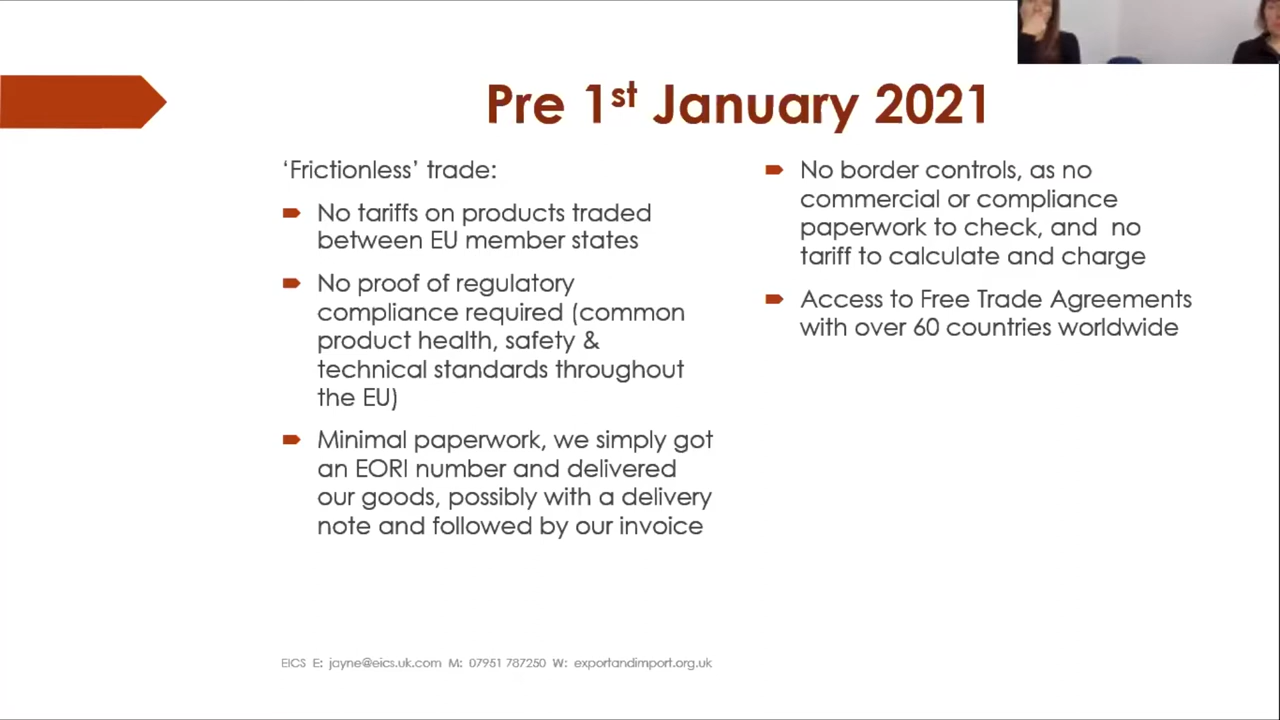 Pre 1st January 2021
‘Frictionless’ trade:
No tariffs on products traded
between EU member states
No proof of regulatory
compliance required (common
product health, safety &
technical standards throughout
the EU)
Minimal paperwork, we simply got
an EORI number and delivered
our goods, possibly with a delivery
note and followed by our invoice
No border controls, as no
commercial or compliance
paperwork to check, and  no
tariff to calculate and charge
Access to Free Trade Agreements
with over 60 countries worldwide
EICS  E:  jayne@eics.uk.com  M:  07951 787250  W:  exportandimport.org.uk